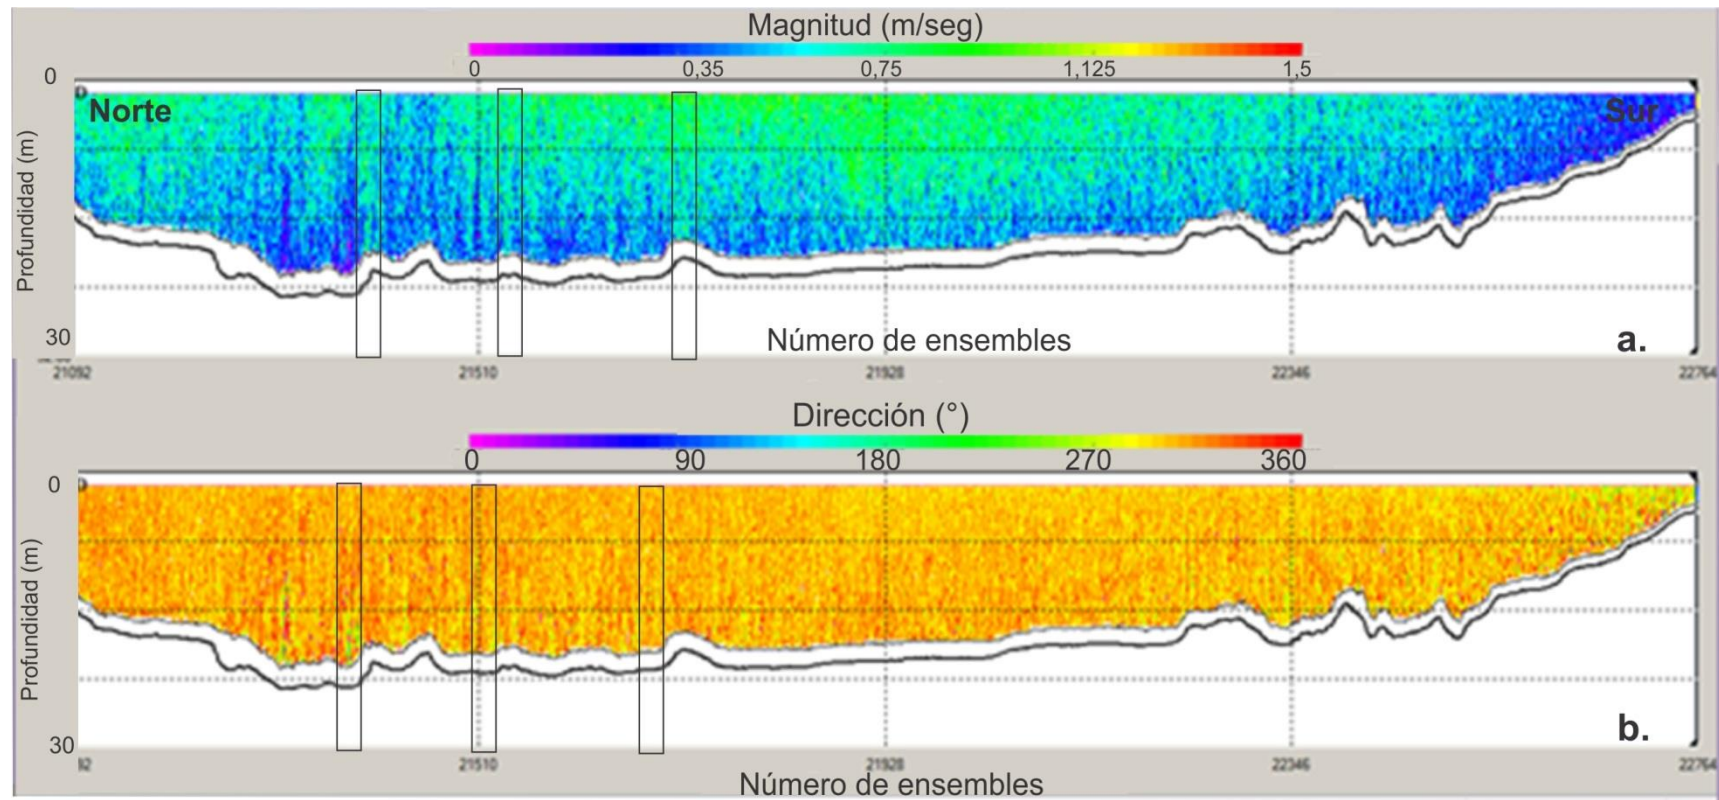 Magnitud (m/seg)
0 0,35 0,75 1,125 1,5
0
Norte Sur
Profundidad (m)
30
Número de ensembles a.
21092 21510 21928 22346 22764
Dirección (°)
0 90 180 270 360
0
Profundidad (m)
30
b.
92 21510 21928 22346 22764
Número de ensembles